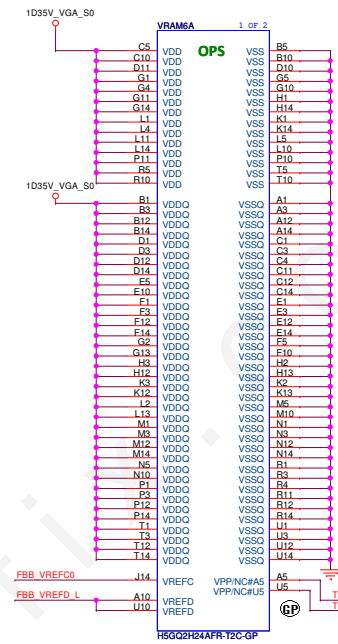 1D35V_VGA_S0
VRAM6A 1 OF 2
OPS
C5 VDD VSS B5
C10 VDD VSS B10
D11 VDD VSS D10
G1 VDD VSS G5
G4 VDD VSS G10
G11 VDD VSS H1
G14 VDD VSS H14
L1 VDD VSS K1
L4 VDD VSS K14
L11 VDD VSS L5
L14 VDD VSS L10
P11 VDD VSS P10
R5 VDD VSS T5
R10 VDD VSS T10
1D35V_VGA_S0
B1 VDDQ VSSQ A1
B3 VDDQ VSSQ A3
B12 VDDQ VSSQ A12
B14 VDDQ VSSQ A14
D1 VDDQ VSSQ C1
D3 VDDQ VSSQ C3
D12 VDDQ VSSQ C4
D14 VDDQ VSSQ C11
E5 VDDQ VSSQ C12
E10 VDDQ VSSQ C14
F1 VDDQ VSSQ E1
F3 VDDQ VSSQ E3
F12 VDDQ VSSQ E12
F14 VDDQ VSSQ E14
G2 VDDQ VSSQ F5
G13 VDDQ VSSQ F10
H3 VDDQ VSSQ H2
H12 VDDQ VSSQ H13
K3 VDDQ VSSQ K2
K12 VDDQ VSSQ K13
L2 VDDQ VSSQ M5
L13 VDDQ VSSQ M10
M1 VDDQ VSSQ N1
M3 VDDQ VSSQ N3
M12 VDDQ VSSQ N12
M14 VDDQ VSSQ N14
N5 VDDQ VSSQ R1
N10 VDDQ VSSQ R3
P1 VDDQ VSSQ R4
P3 VDDQ VSSQ R11
P12 VDDQ VSSQ R12
P14 VDDQ VSSQ R14
T1 VDDQ VSSQ U1
T3 VDDQ VSSQ U3
T12 VDDQ VSSQ U12
T14 VDDQ VSSQ U14
FBB_VREFC0 J14 VREFC VPP/NC#A5 A5
VPP/NC#U5 U5
FBB_VREFD_L A10 VREFD
U10 VREFD
GP
H5GQ2H24AFR-T2C-GP